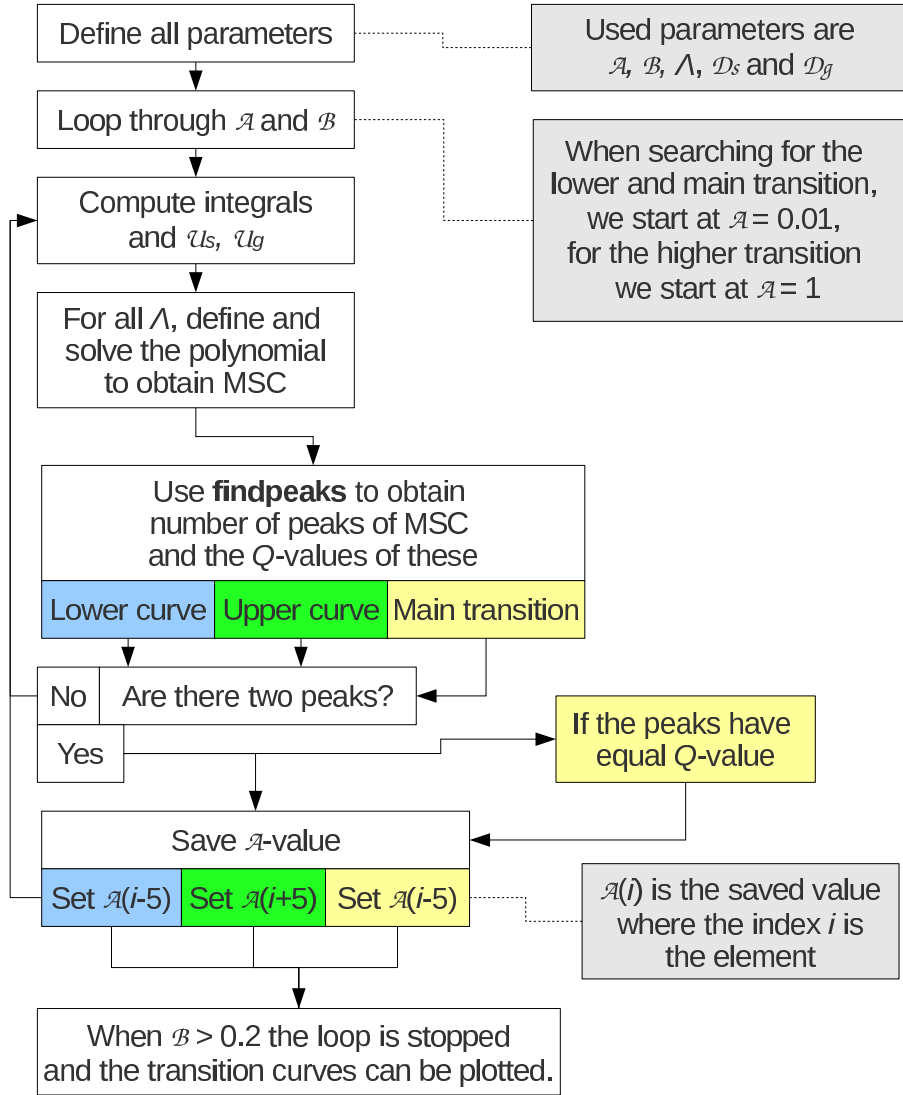 Define all parameters
Used parameters are
𝒜, ℬ, Λ, 𝒟s and 𝒟g
Loop through 𝒜 and ℬ
When searching for the
lower and main transition,
we start at 𝒜 = 0.01,
for the higher transition
we start at 𝒜 = 1
Compute integrals
and 𝒰s, 𝒰g
For all Λ, define and
solve the polynomial
to obtain MSC
Use findpeaks to obtain
number of peaks of MSC
and the Q-values of these
Lower curve
Upper curve
Main transition
No
Are there two peaks?
Yes
If the peaks have
equal Q-value
Save 𝒜-value
Set 𝒜(i-5)
Set 𝒜(i+5)
Set 𝒜(i-5)
𝒜(i) is the saved value
where the index i is
the element
When ℬ > 0.2 the loop is stopped
and the transition curves can be plotted.